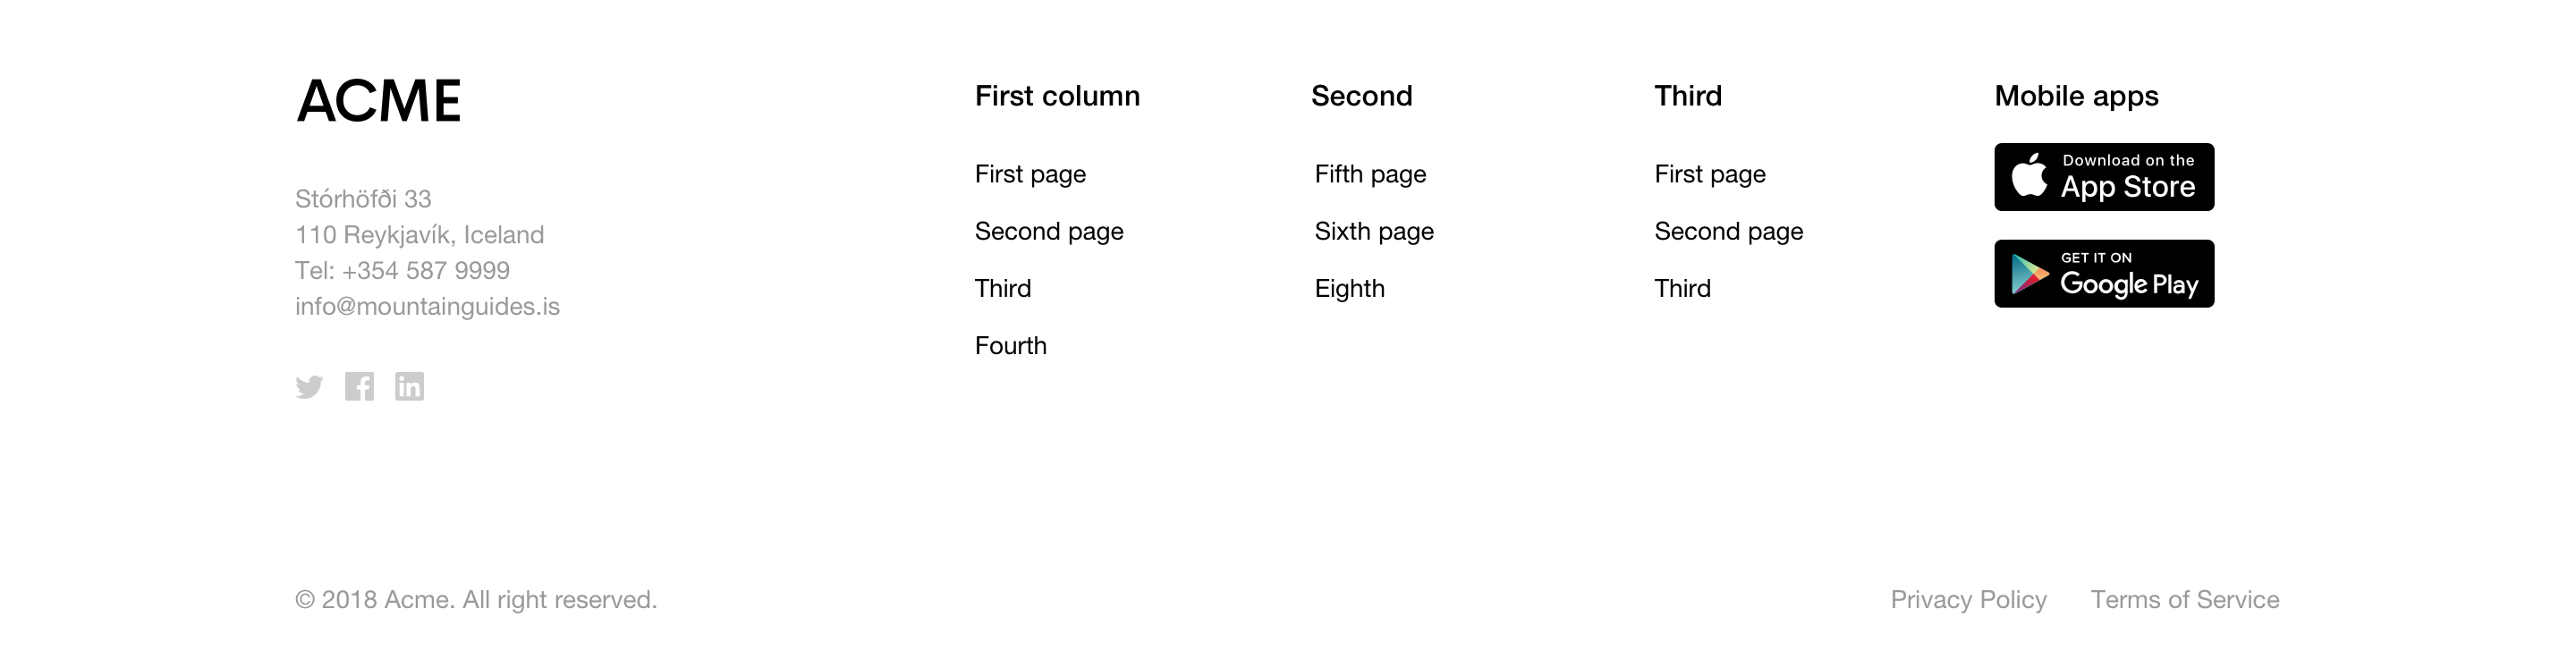 ACME
Stórhöfði 33
110 Reykjavík, Iceland
Tel: +354 587 9999
info@mountainguides.is
First column
First page
Second page
Third
Fourth
Second
Fifth page
Sixth page
Eighth
Third
First page
Second page
Third
Mobile apps
Download on the
App Store
GET IT ON
Google Play
© 2018 Acme. All right reserved.
Privacy Policy
Terms of Service